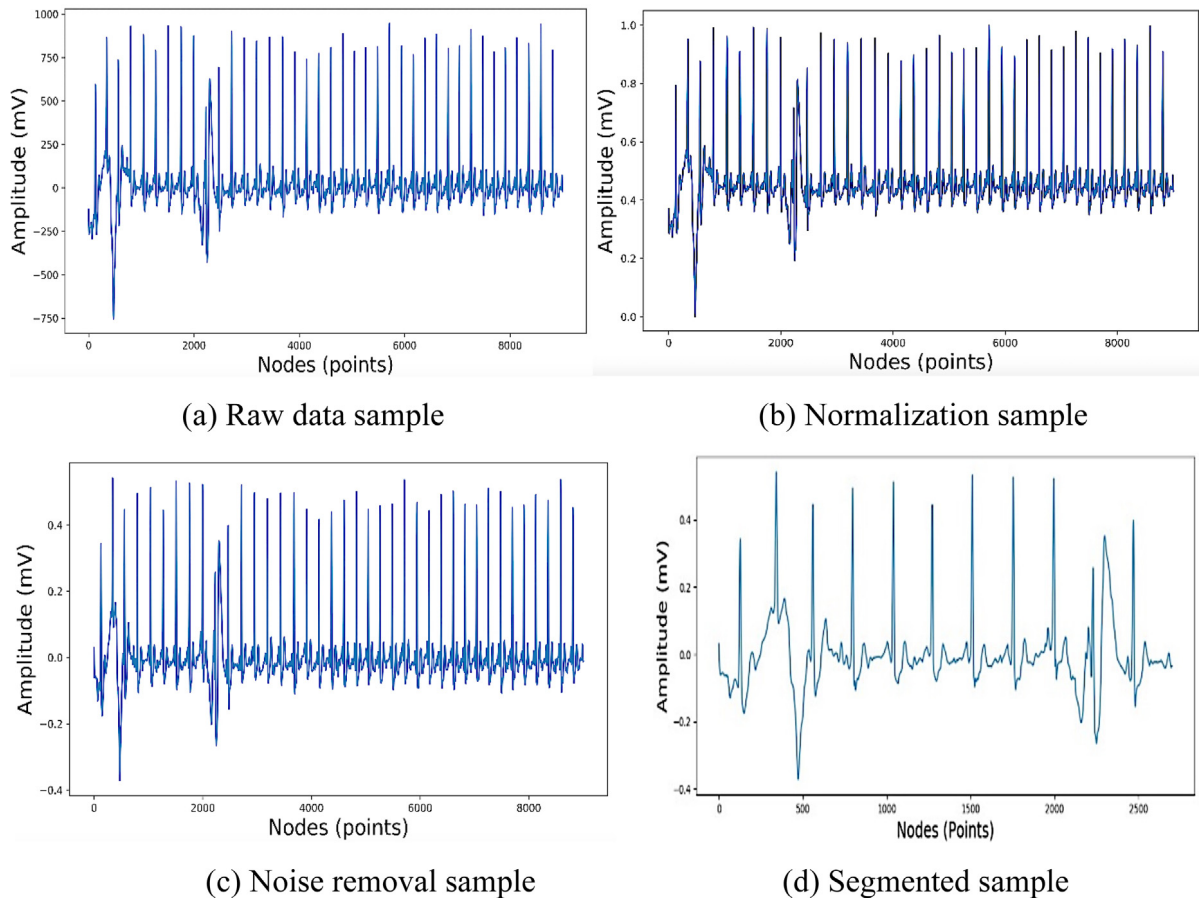 1000
750
500
250
0
−250
−500
−750
Amplitude (mV)
0 2000 4000 6000 8000
Nodes (points)
(a) Raw data sample
1.0
0.8
0.6
0.4
0.2
0.0
Amplitude (mV)
0 2000 4000 6000 8000
Nodes (points)
(b) Normalization sample
0.4
0.2
0.0
−0.2
−0.4
Amplitude (mV)
0 2000 4000 6000 8000
Nodes (points)
(c) Noise removal sample
0.4
0.2
0.0
−0.2
−0.4
Amplitude (mV)
0 500 1000 1500 2000 2500
Nodes (Points)
(d) Segmented sample